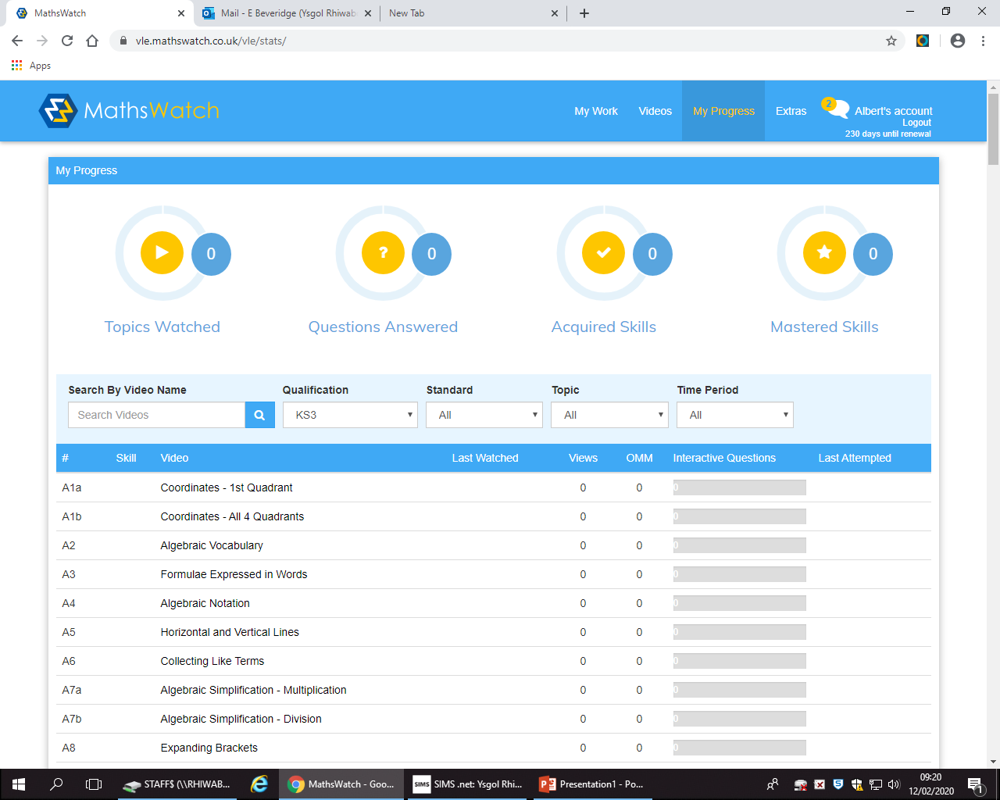 MathsWatch
Mail - E Beveridge (Ysgol Rhiwab
New Tab
vle.mathswatch.co.uk/vle/stats/
Apps
MathsWatch
My Work Videos My Progress Extras 2 Albert's account
Logout
230 days until renewal
My Progress
0 ? 0 0 0
Topics Watched Questions Answered Acquired Skills Mastered Skills
Search By Video Name Qualification Standard Topic Time Period
Search Videos KS3 All All All
# Skill Video Last Watched Views OMM Interactive Questions Last Attempted
A1a Coordinates - 1st Quadrant 0 0 0
A1b Coordinates - All 4 Quadrants 0 0 0
A2 Algebraic Vocabulary 0 0 0
A3 Formulae Expressed in Words 0 0 0
A4 Algebraic Notation 0 0 0
A5 Horizontal and Vertical Lines 0 0 0
A6 Collecting Like Terms 0 0 0
A7a Algebraic Simplification - Multiplication 0 0 0
A7b Algebraic Simplification - Division 0 0 0
A8 Expanding Brackets 0 0 0
STAFF$ (\\RHIWAB... MathsWatch - Goo... SIMS SIMS .net: Ysgol Rhi... Presentation1 - Po...
09:20
12/02/2020
1